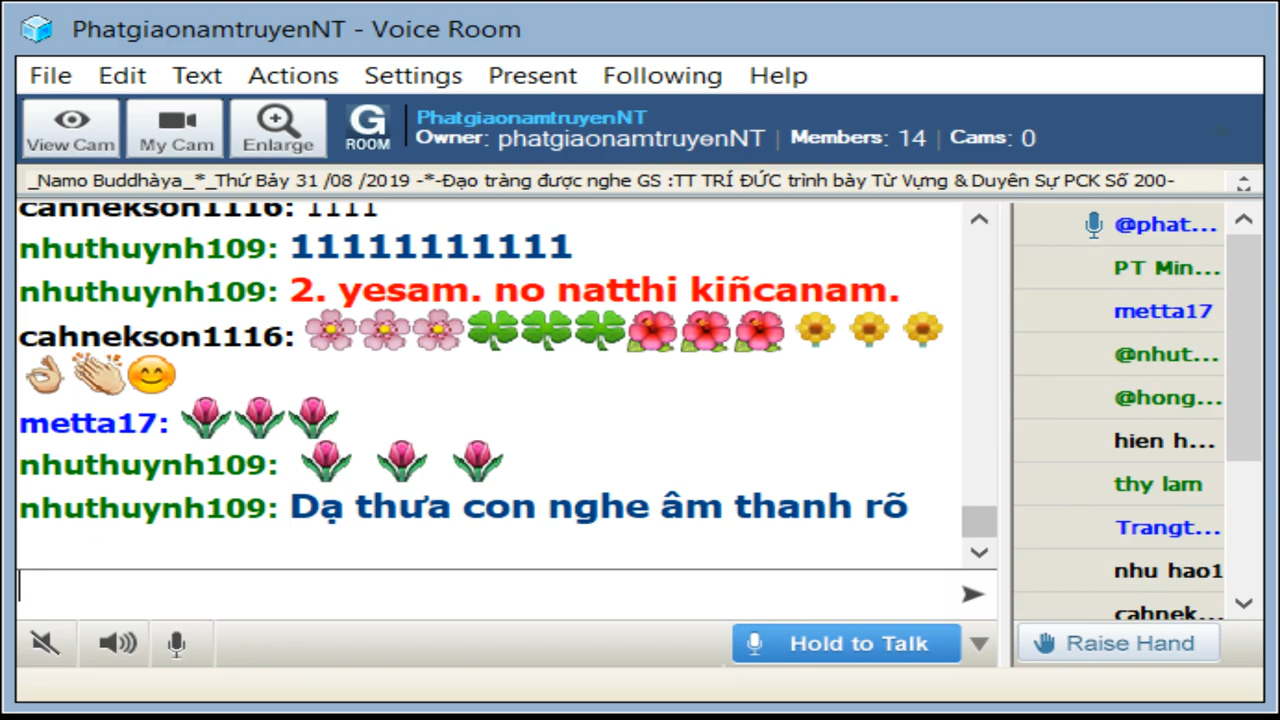 PhatgiaonamtruyenNT - Voice Room
File Edit Text Actions Settings Present Following Help
View Cam My Cam Enlarge G ROOM
PhatgiaonamtruyenNT
Owner: phatgiaonamtruyenNT | Members: 14 | Cams: 0
_Namo Buddhàya_*_Thứ Bảy 31 /08 /2019 -*-Đạo tràng được nghe GS :TT TRÍ ĐỨC trình bày Từ Vựng & Duyên Sự PCK Số 200-
cahnekson1116: 1111
nhuthuynh109: 11111111111
nhuthuynh109: 2. yesam. no natthi kiñcanam.
cahnekson1116: 🌸🌸🌸🍀🍀🍀🌺🌺🌺🌼🌼🌼
👌👏😊
metta17: 🌷🌷🌷
nhuthuynh109: 🌷 🌷 🌷
nhuthuynh109: Dạ thưa con nghe âm thanh rõ
@phat...
PT Min...
metta17
@nhut...
@hong...
hien h...
thy lam
Trangt...
nhu hao1
cahnek...
Hold to Talk
Raise Hand